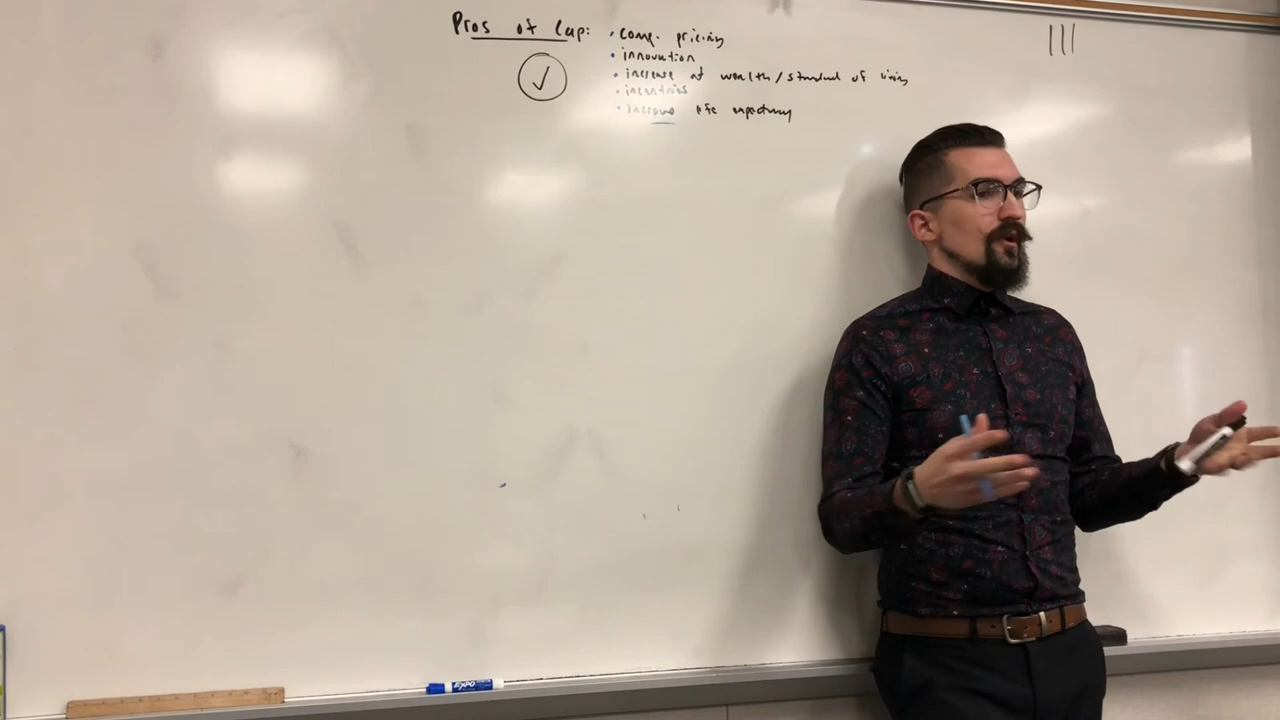 Pros of Cap:
• comp. pricing
• innovation
• increase of wealth/standard of living
• incentives
• increase life expectancy
EXPO